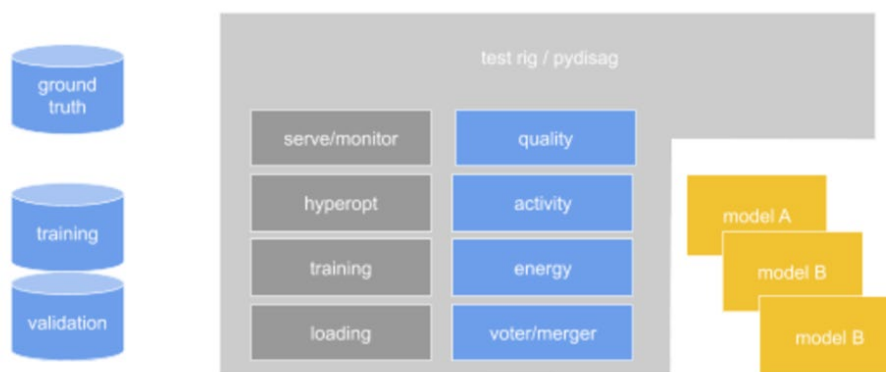 ground
truth
training
validation
test rig / pydisag
serve/monitor
quality
hyperopt
activity
training
energy
loading
voter/merger
model A
model B
model B